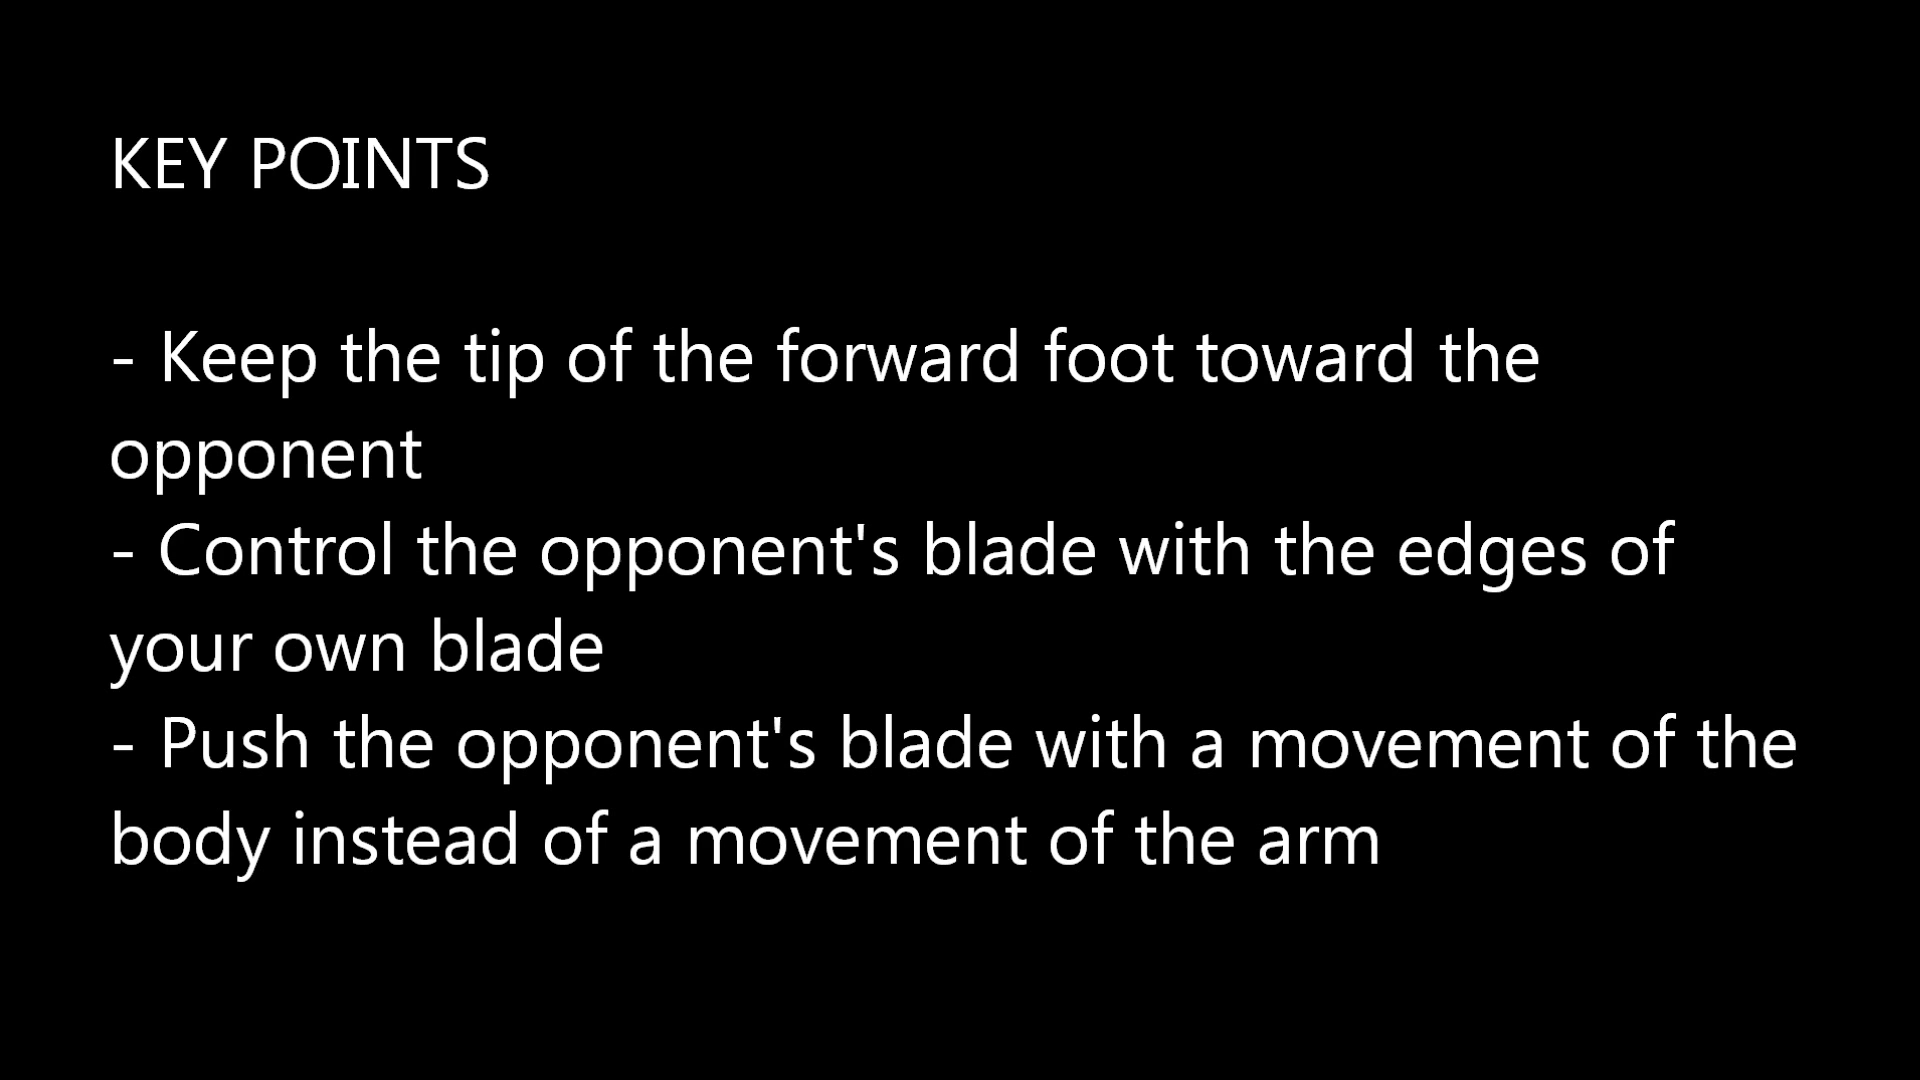 KEY POINTS
- Keep the tip of the forward foot toward the
opponent
- Control the opponent's blade with the edges of
your own blade
- Push the opponent's blade with a movement of the
body instead of a movement of the arm